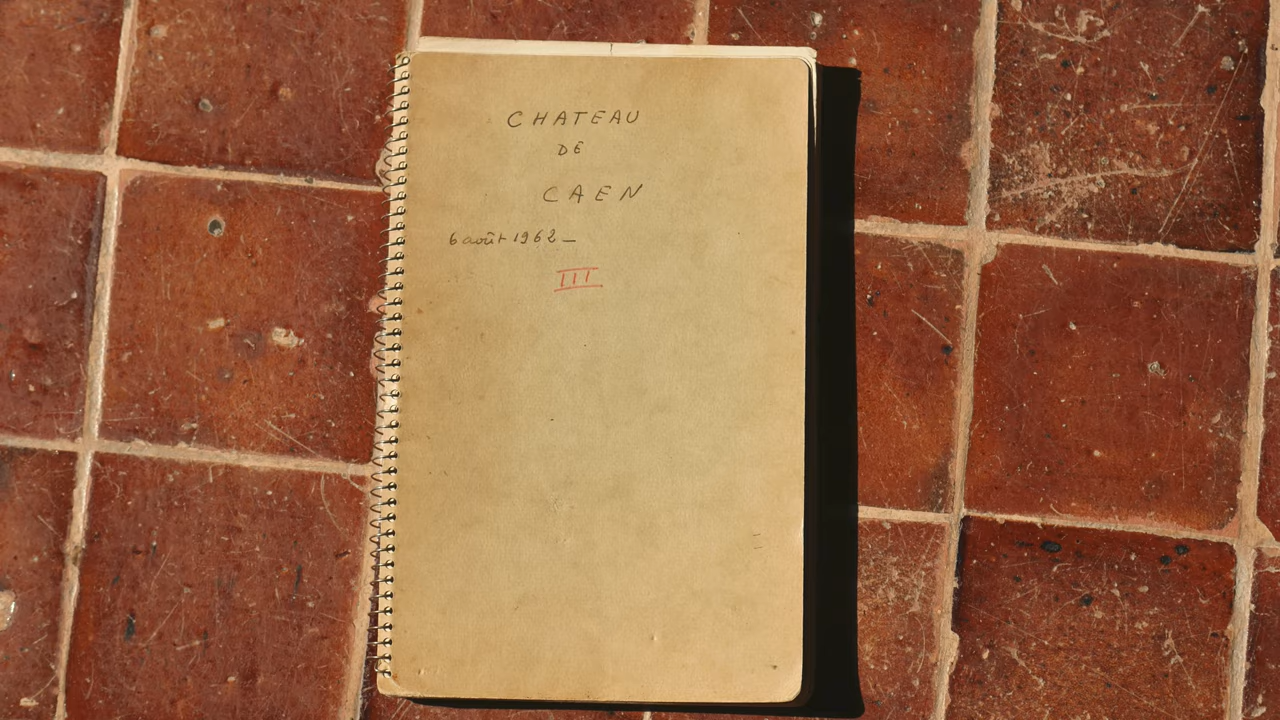 CHATEAU
DE
CAEN
6 août 1962 _
III